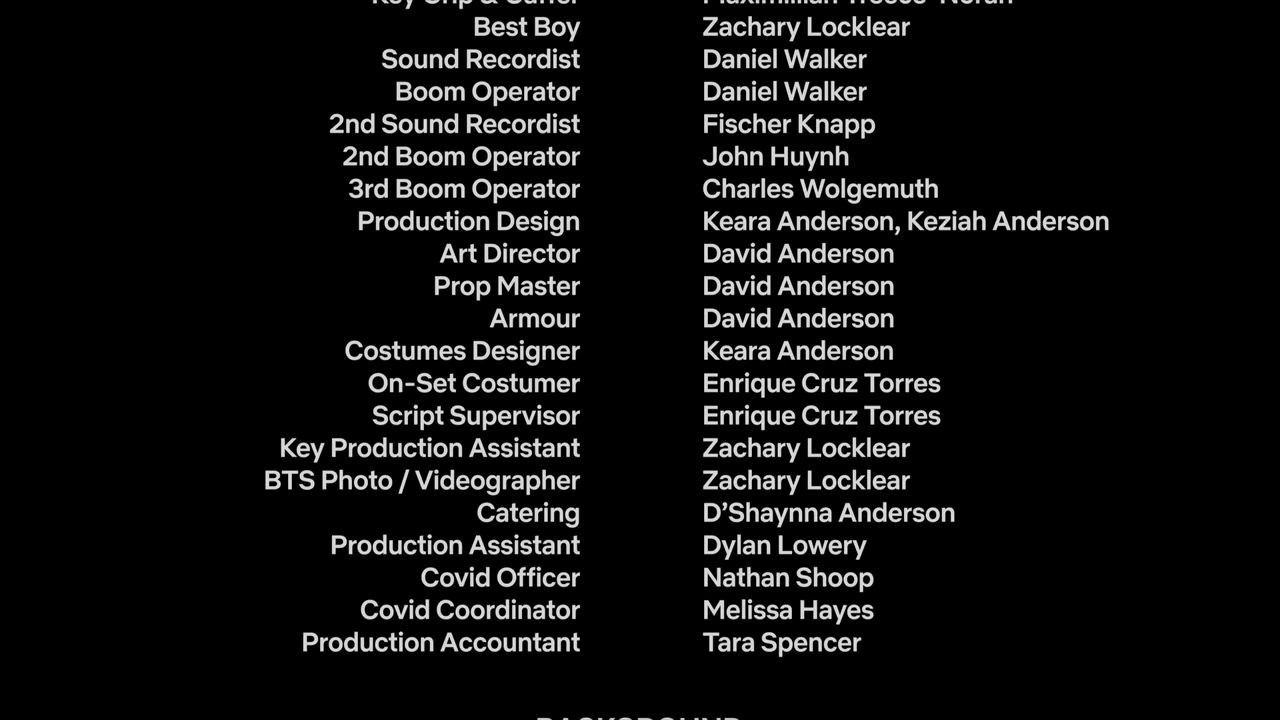 Best Boy Zachary Locklear
Sound Recordist Daniel Walker
Boom Operator Daniel Walker
2nd Sound Recordist Fischer Knapp
2nd Boom Operator John Huynh
3rd Boom Operator Charles Wolgemuth
Production Design Keara Anderson, Keziah Anderson
Art Director David Anderson
Prop Master David Anderson
Armour David Anderson
Costumes Designer Keara Anderson
On-Set Costumer Enrique Cruz Torres
Script Supervisor Enrique Cruz Torres
Key Production Assistant Zachary Locklear
BTS Photo / Videographer Zachary Locklear
Catering D’Shaynna Anderson
Production Assistant Dylan Lowery
Covid Officer Nathan Shoop
Covid Coordinator Melissa Hayes
Production Accountant Tara Spencer
BACKGROUND